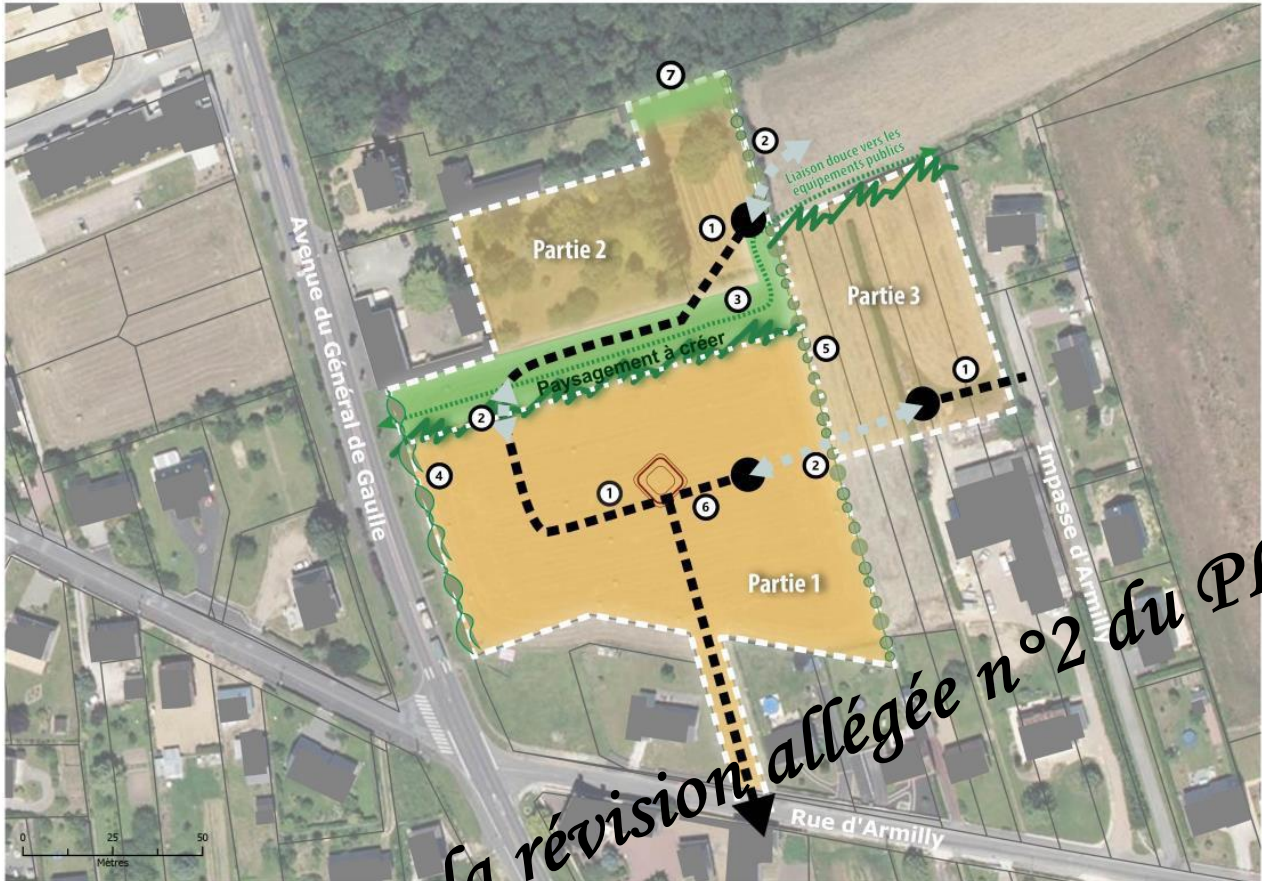 7
2
Liaison douce vers les
équipements publics
1
Partie 2
Avenue du Général de Gaulle
3
Partie 3
Paysagement à créer
5
1
2
4
2
1
6
Impasse d'Armilly
Partie 1
la révision allégée n°2 du PL
Rue d'Armilly
0 25 50
Mètres